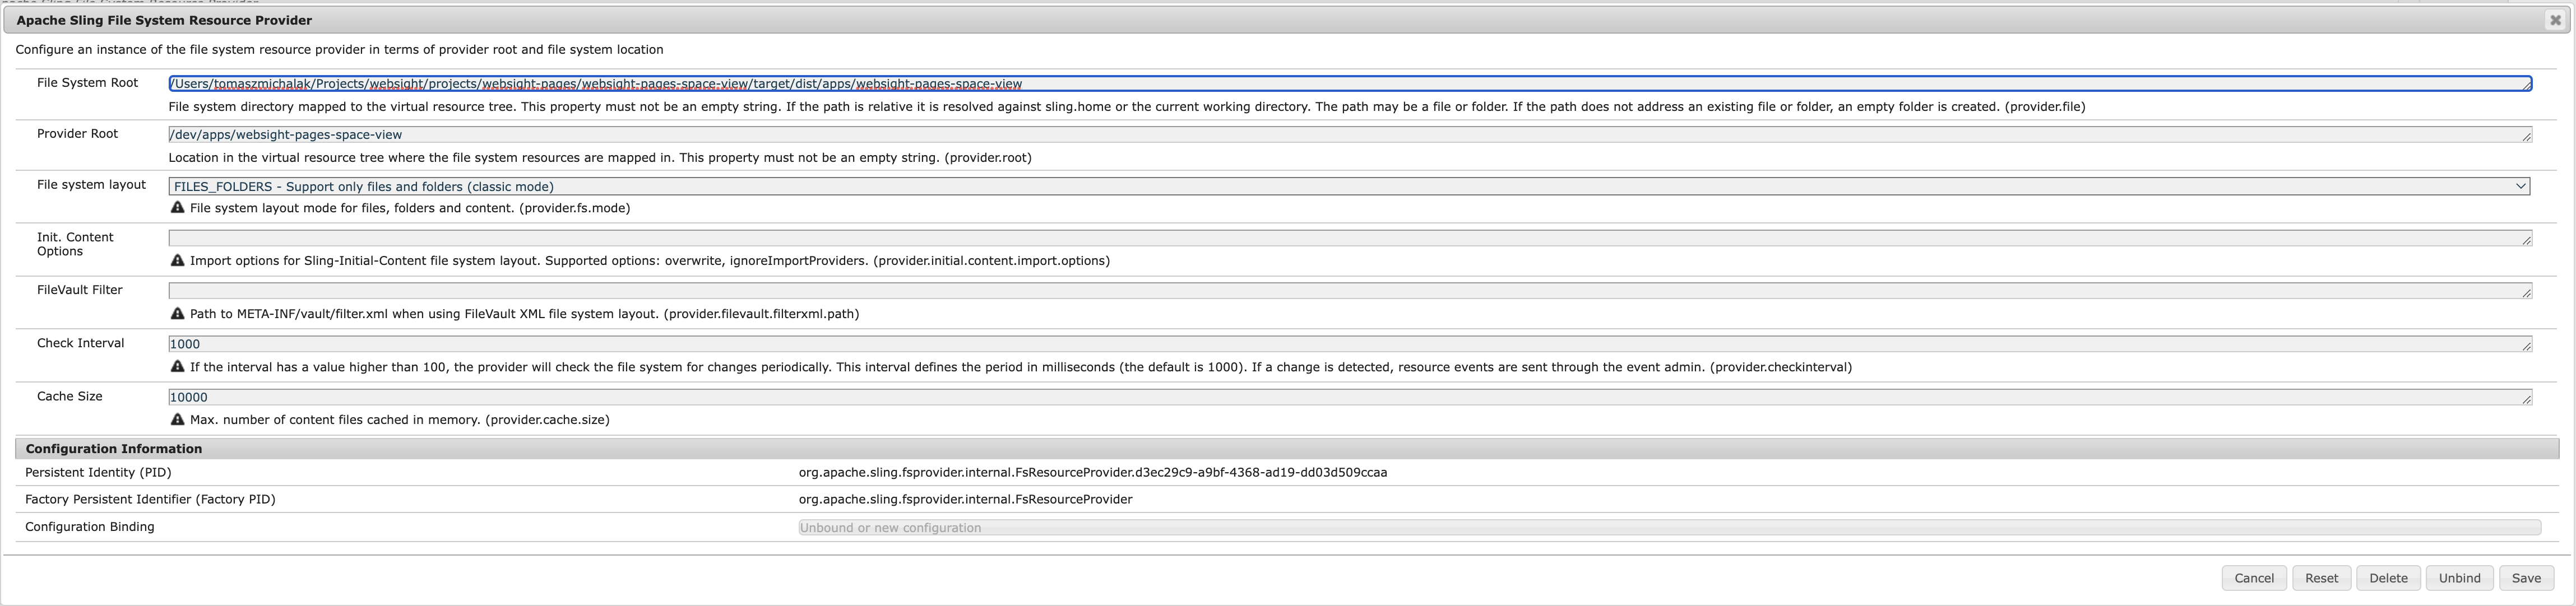 Apache Sling File System Resource Provider
Configure an instance of the file system resource provider in terms of provider root and file system location
File System Root
/Users/tomaszmichalak/Projects/websight/projects/websight-pages/websight-pages-space-view/target/dist/apps/websight-pages-space-view
File system directory mapped to the virtual resource tree. This property must not be an empty string. If the path is relative it is resolved against sling.home or the current working directory. The path may be a file or folder. If the path does not address an existing file or folder, an empty folder is created. (provider.file)
Provider Root
/dev/apps/websight-pages-space-view
Location in the virtual resource tree where the file system resources are mapped in. This property must not be an empty string. (provider.root)
File system layout
FILES_FOLDERS - Support only files and folders (classic mode)
File system layout mode for files, folders and content. (provider.fs.mode)
Init. Content
Options
Import options for Sling-Initial-Content file system layout. Supported options: overwrite, ignoreImportProviders. (provider.initial.content.import.options)
FileVault Filter
Path to META-INF/vault/filter.xml when using FileVault XML file system layout. (provider.filevault.filterxml.path)
Check Interval
1000
If the interval has a value higher than 100, the provider will check the file system for changes periodically. This interval defines the period in milliseconds (the default is 1000). If a change is detected, resource events are sent through the event admin. (provider.checkinterval)
Cache Size
10000
Max. number of content files cached in memory. (provider.cache.size)
Configuration Information
Persistent Identity (PID)
org.apache.sling.fsprovider.internal.FsResourceProvider.d3ec29c9-a9bf-4368-ad19-dd03d509ccaa
Factory Persistent Identifier (Factory PID)
org.apache.sling.fsprovider.internal.FsResourceProvider
Configuration Binding
Unbound or new configuration
Cancel
Reset
Delete
Unbind
Save